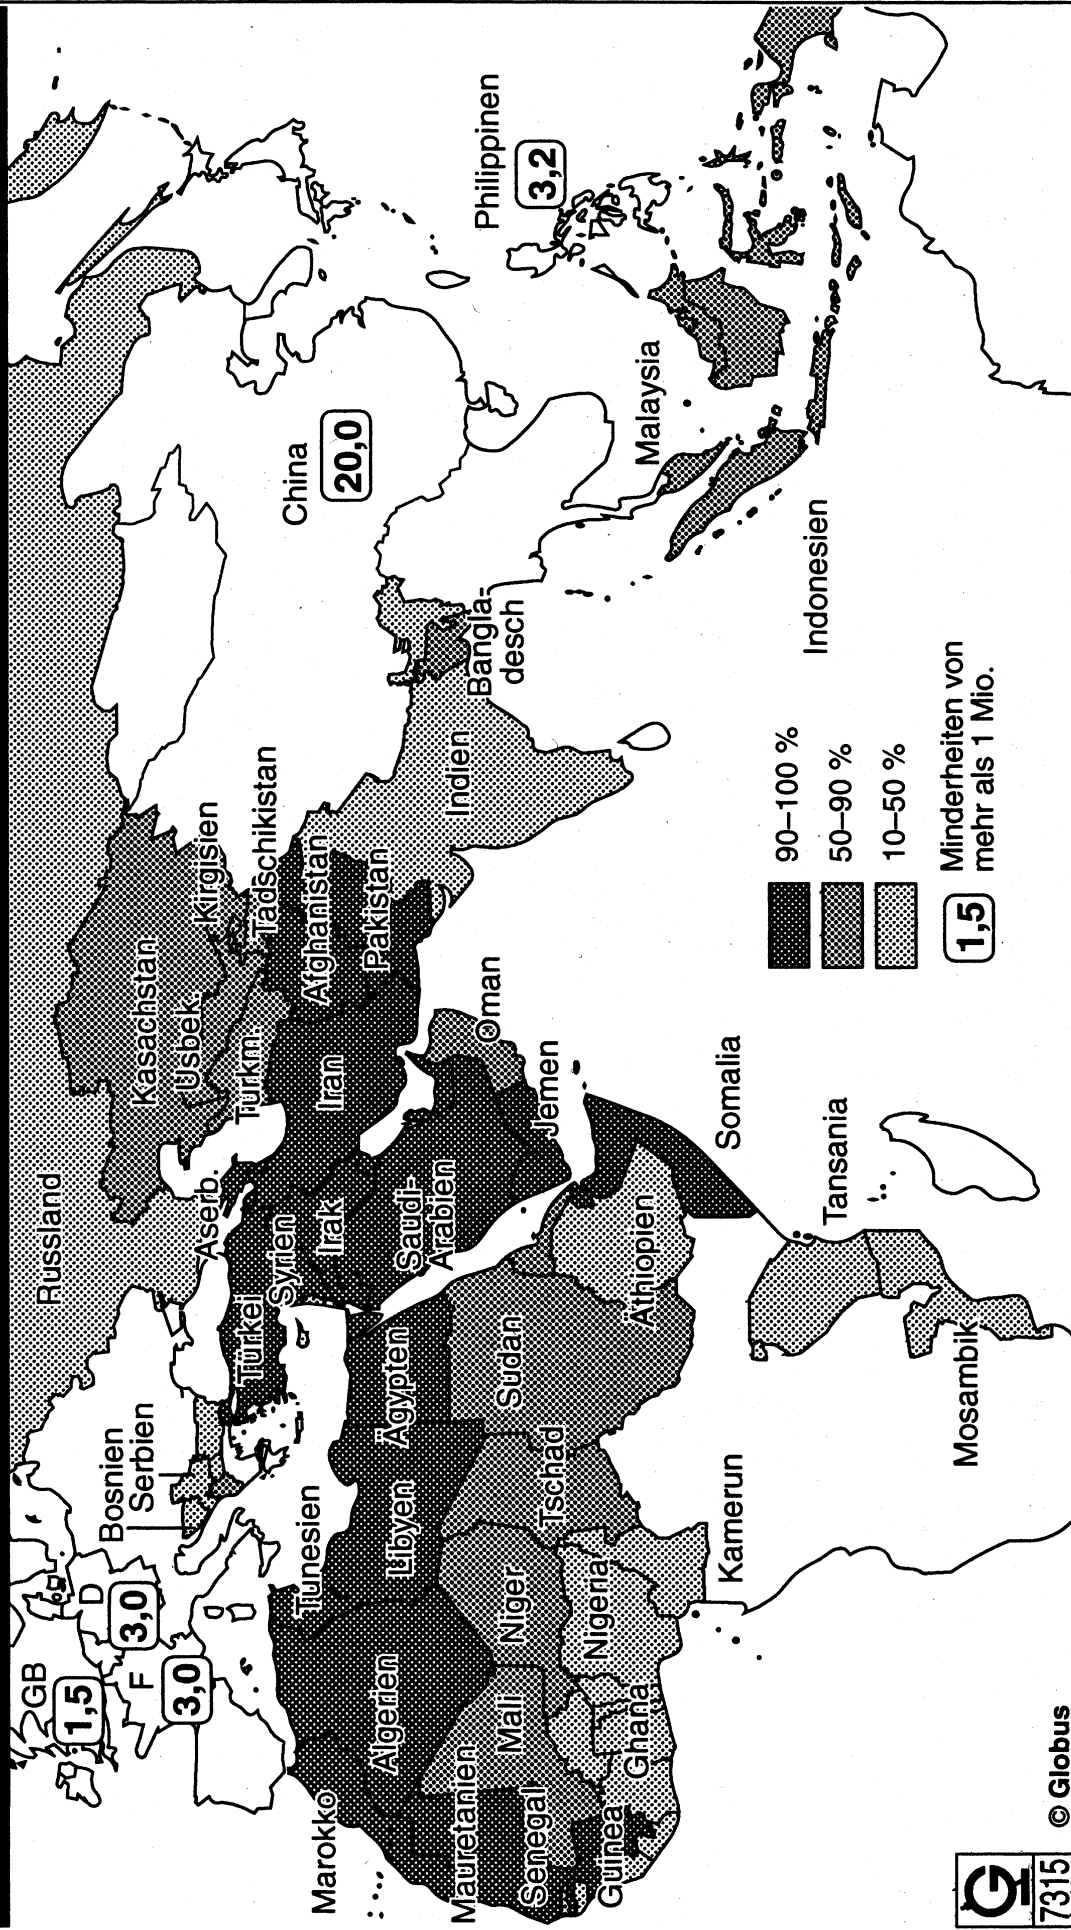 Russland
GB
1,5
D
3,0
F
3,0
Bosnien
Serbien
Kasachstan
Usbek.
Kirgisien
Turkm.
Tadschikistan
Aserb.
Türkei
Syrien
Irak
Iran
Afghanistan
Pakistan
China
20,0
Indien
Bangla-
desch
Philippinen
3,2
Malaysia
Indonesien
Marokko
Tunesien
Algerien
Libyen
Ägypten
Saudi-
Arabien
Oman
Jemen
Mauretanien
Mali
Niger
Tschad
Sudan
Senegal
Guinea
Ghana
Nigeria
Kamerun
Äthiopien
Somalia
Tansania
Mosambik
90–100 %
50–90 %
10–50 %
1,5
Minderheiten von
mehr als 1 Mio.
G
7315
© Globus